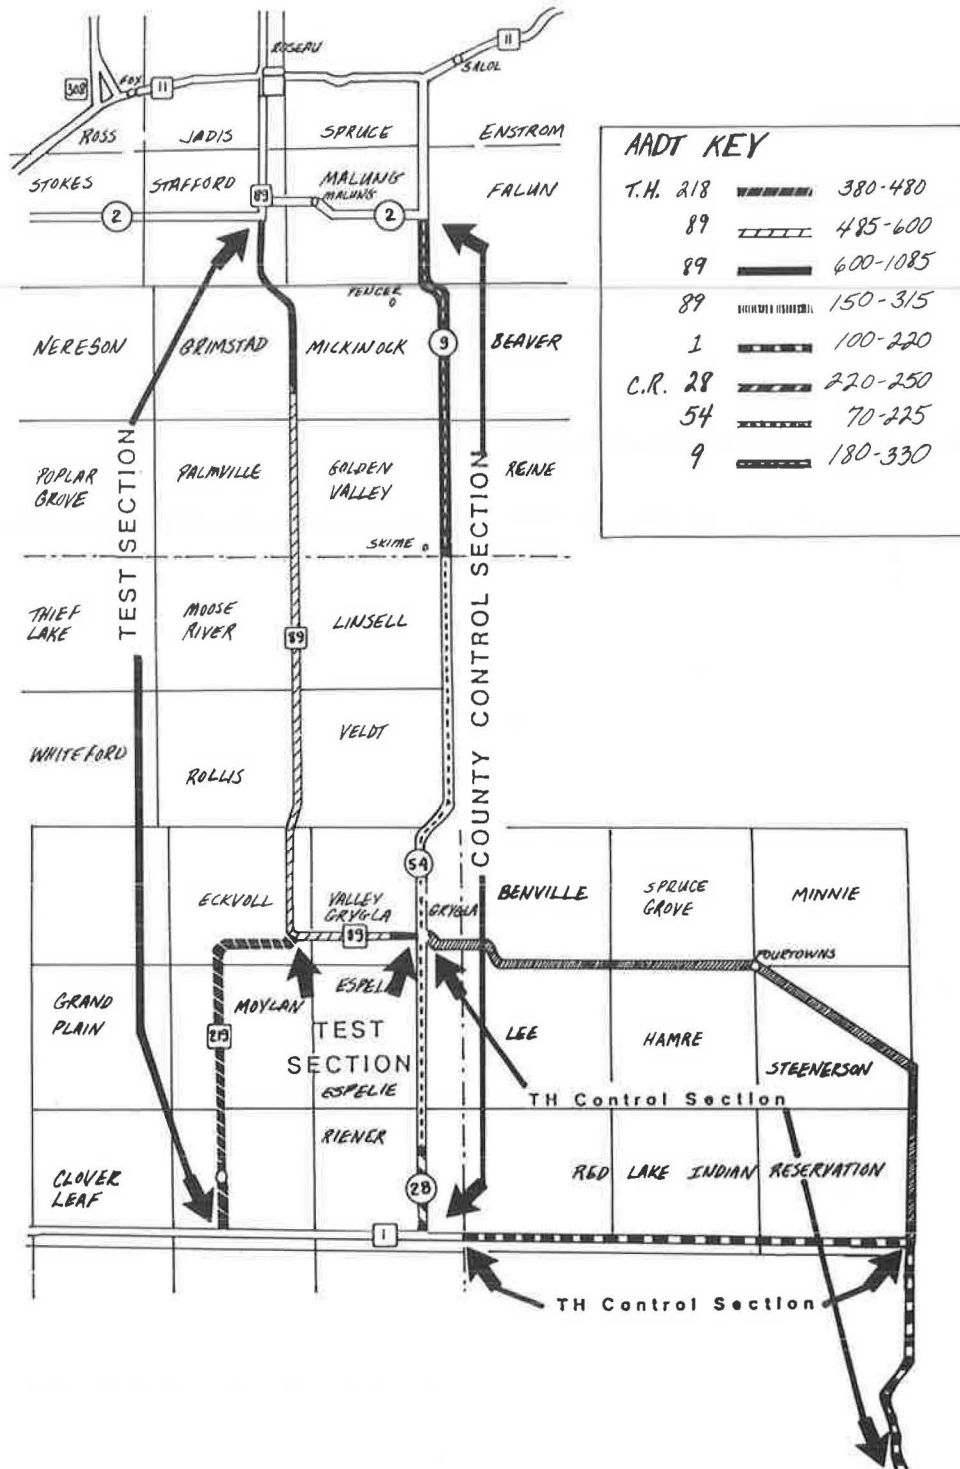 ROSEAU
11
SALOL
308
FOX
11
ROSS
JADIS
SPRUCE
ENSTROM
STOKES
STAFFORD
89
MALUNG
MALUNG
FALUN
2
2
AADT KEY
T.H. 218 380-480
89 485-600
89 600-1085
89 150-315
1 100-220
C.R. 28 220-250
54 70-225
9 180-330
PENCER
NERESON
GRIMSTAD
MICKINOCK
9
BEAVER
POPLAR
GROVE
PALMVILLE
GOLDEN
VALLEY
REINE
SKIME
TEST SECTION
COUNTY CONTROL SECTION
THIEF
LAKE
MOOSE
RIVER
89
LINSELL
WHITEFORD
ROLLIS
VELDT
54
ECKVOLL
VALLEY
GRYGLA
GRYGLA
BENVILLE
SPRUCE
GROVE
MINNIE
89
FOURTOWNS
GRAND
PLAIN
MOYLAN
ESPELI
219
TEST
SECTION
ESPELIE
LEE
HAMRE
STEENERSON
TH Control Section
RIENER
CLOVER
LEAF
28
RED LAKE INDIAN RESERVATION
1
TH Control Section